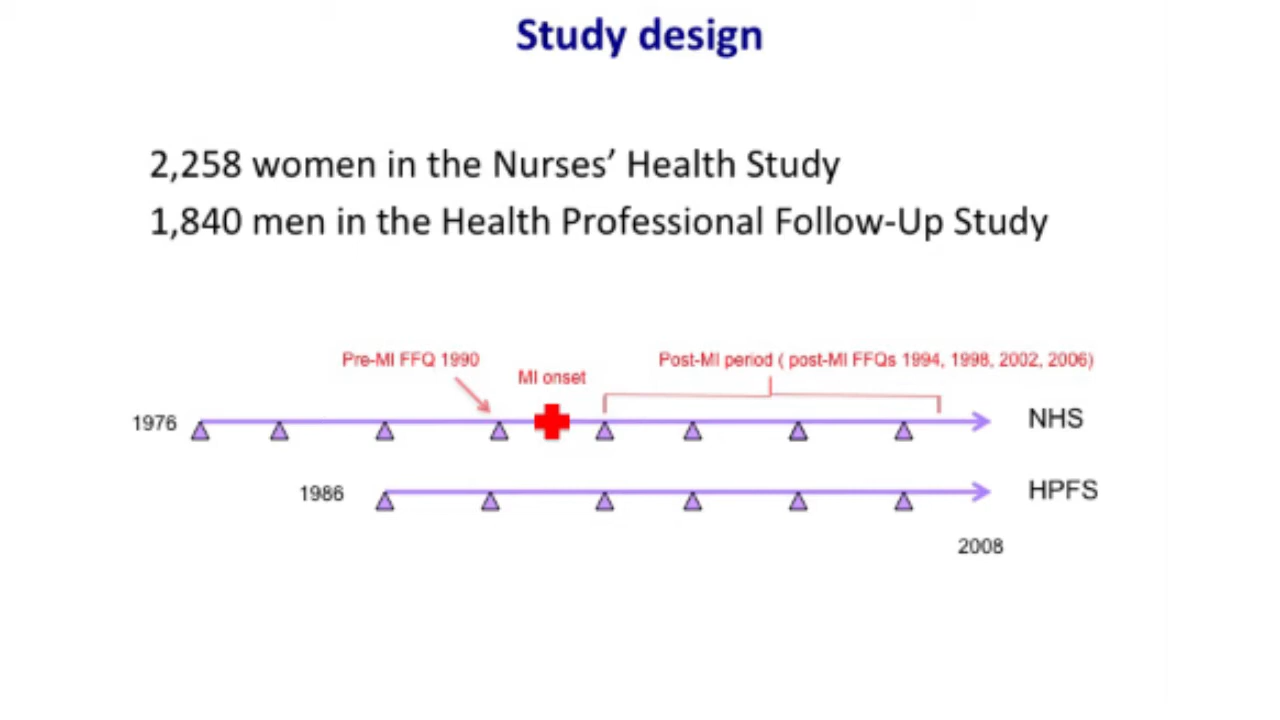 Study design
2,258 women in the Nurses’ Health Study
1,840 men in the Health Professional Follow-Up Study
Pre-MI FFQ 1990
MI onset
Post-MI period ( post-MI FFQs 1994, 1998, 2002, 2006)
1976
NHS
1986
HPFS
2008